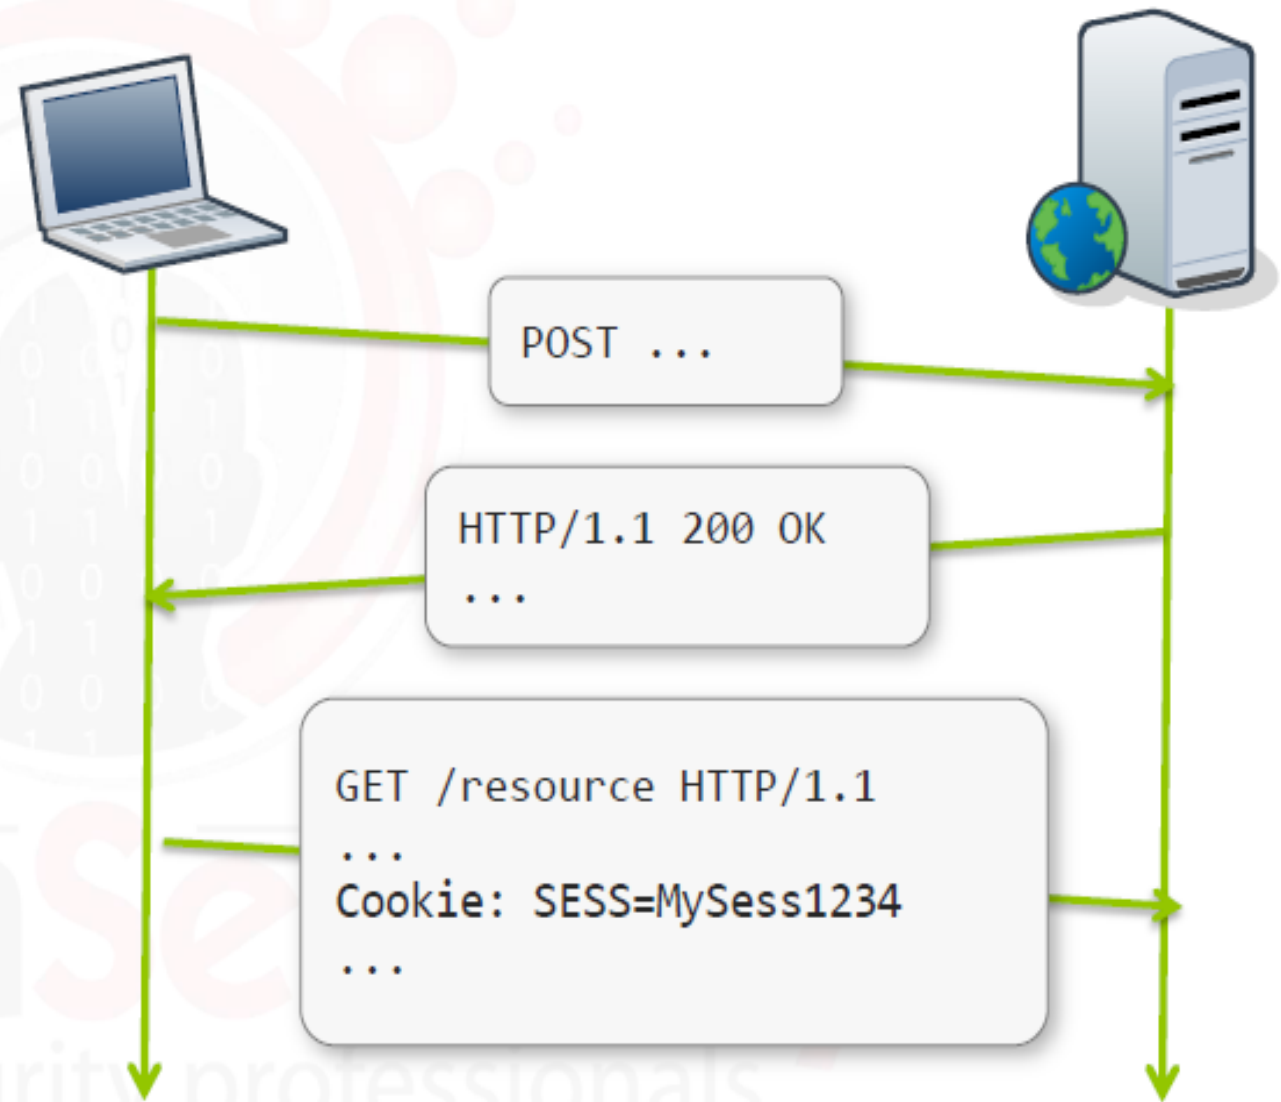 POST ...
HTTP/1.1 200 OK
...
GET /resource HTTP/1.1
...
Cookie: SESS=MySess1234
...